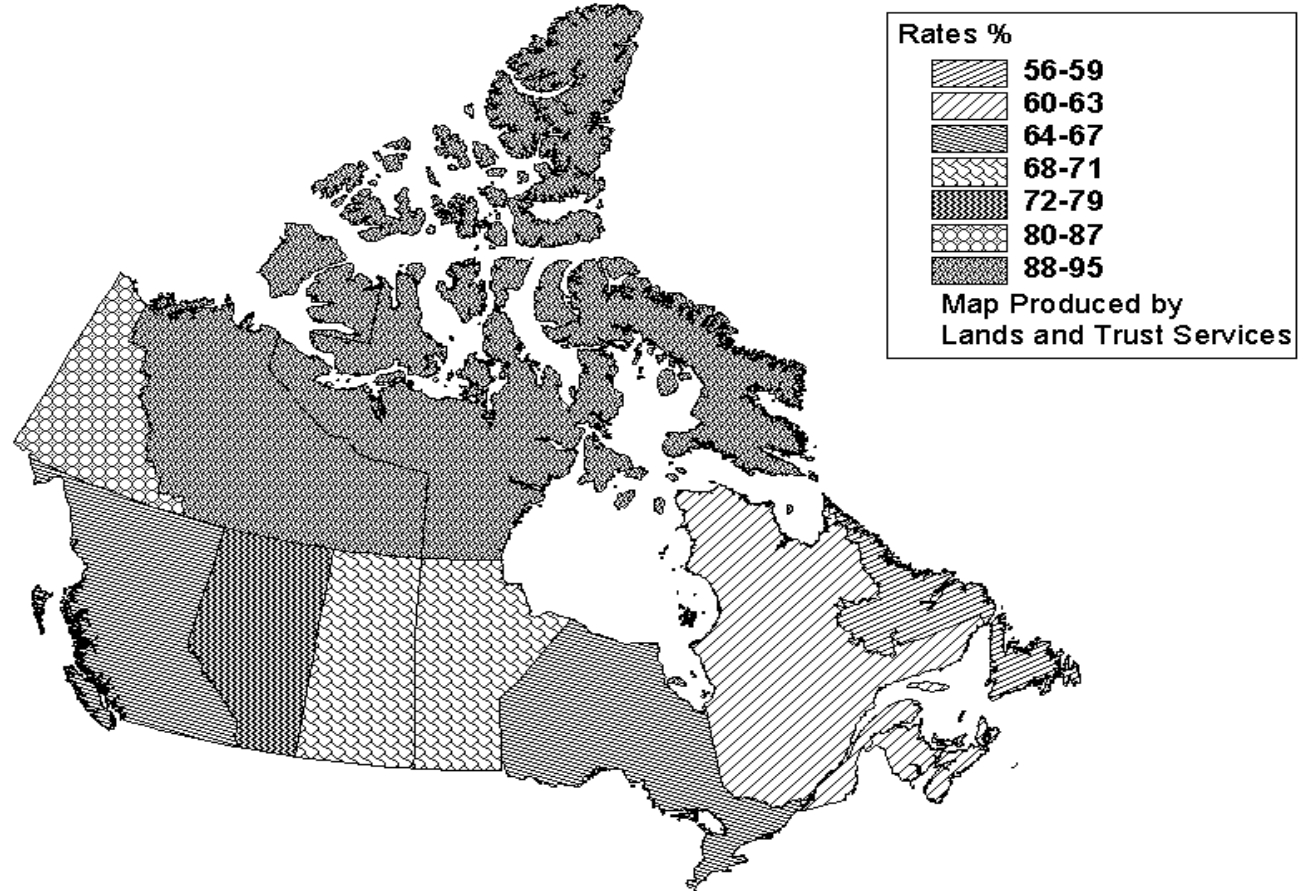 Rates %
56-59
60-63
64-67
68-71
72-79
80-87
88-95
Map Produced by
Lands and Trust Services